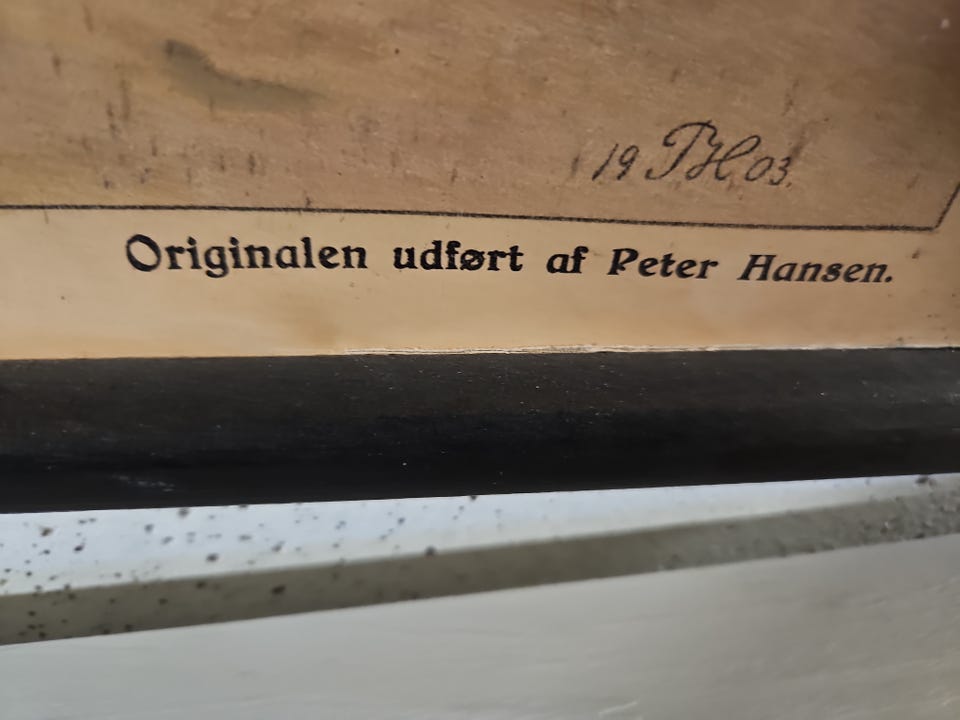 19 PH 03.
Originalen udført af Peter Hansen.